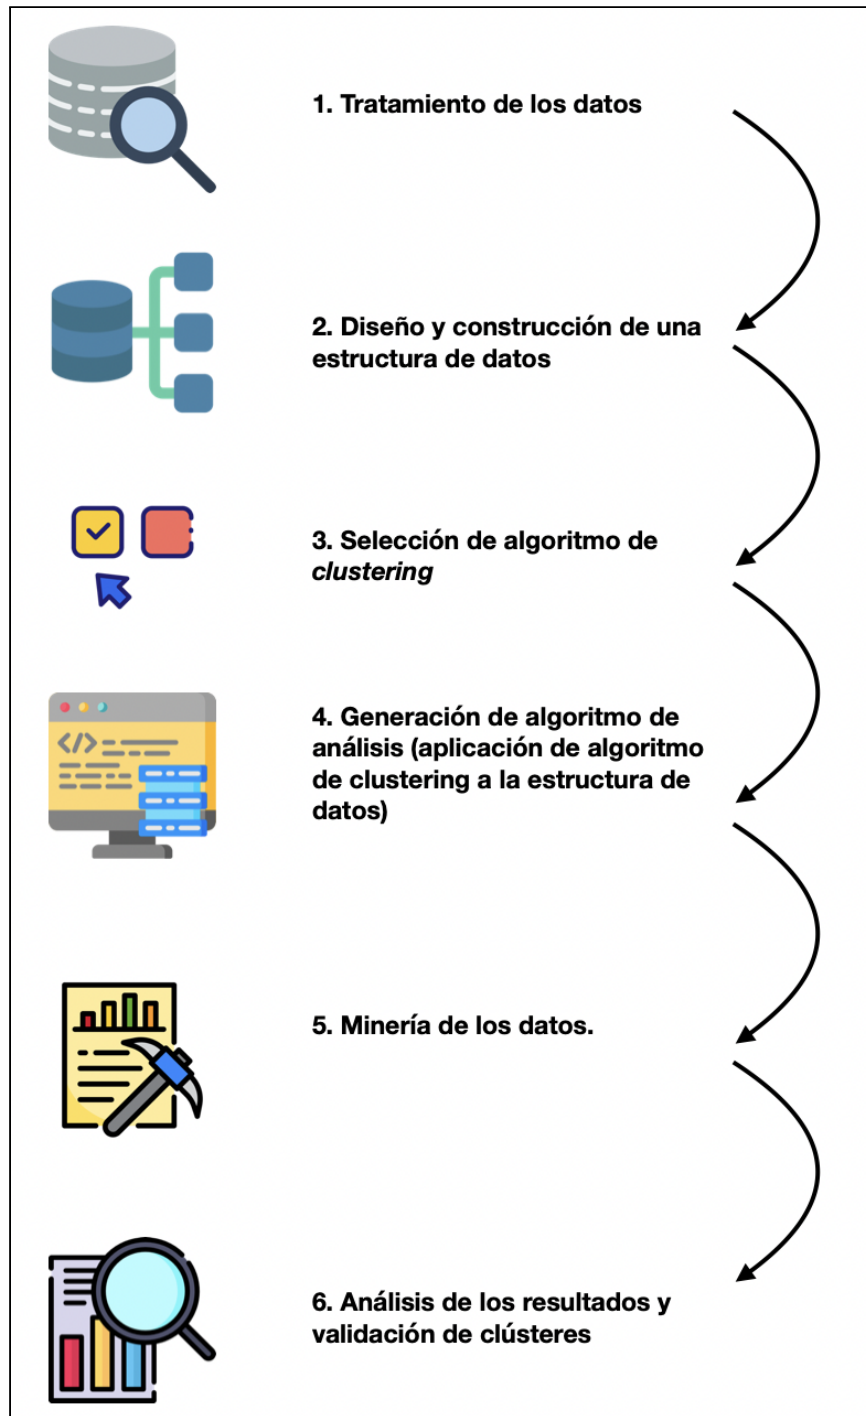 1. Tratamiento de los datos
2. Diseño y construcción de una
estructura de datos
3. Selección de algoritmo de
clustering
4. Generación de algoritmo de
análisis (aplicación de algoritmo
de clustering a la estructura de
datos)
5. Minería de los datos.
6. Análisis de los resultados y
validación de clústeres